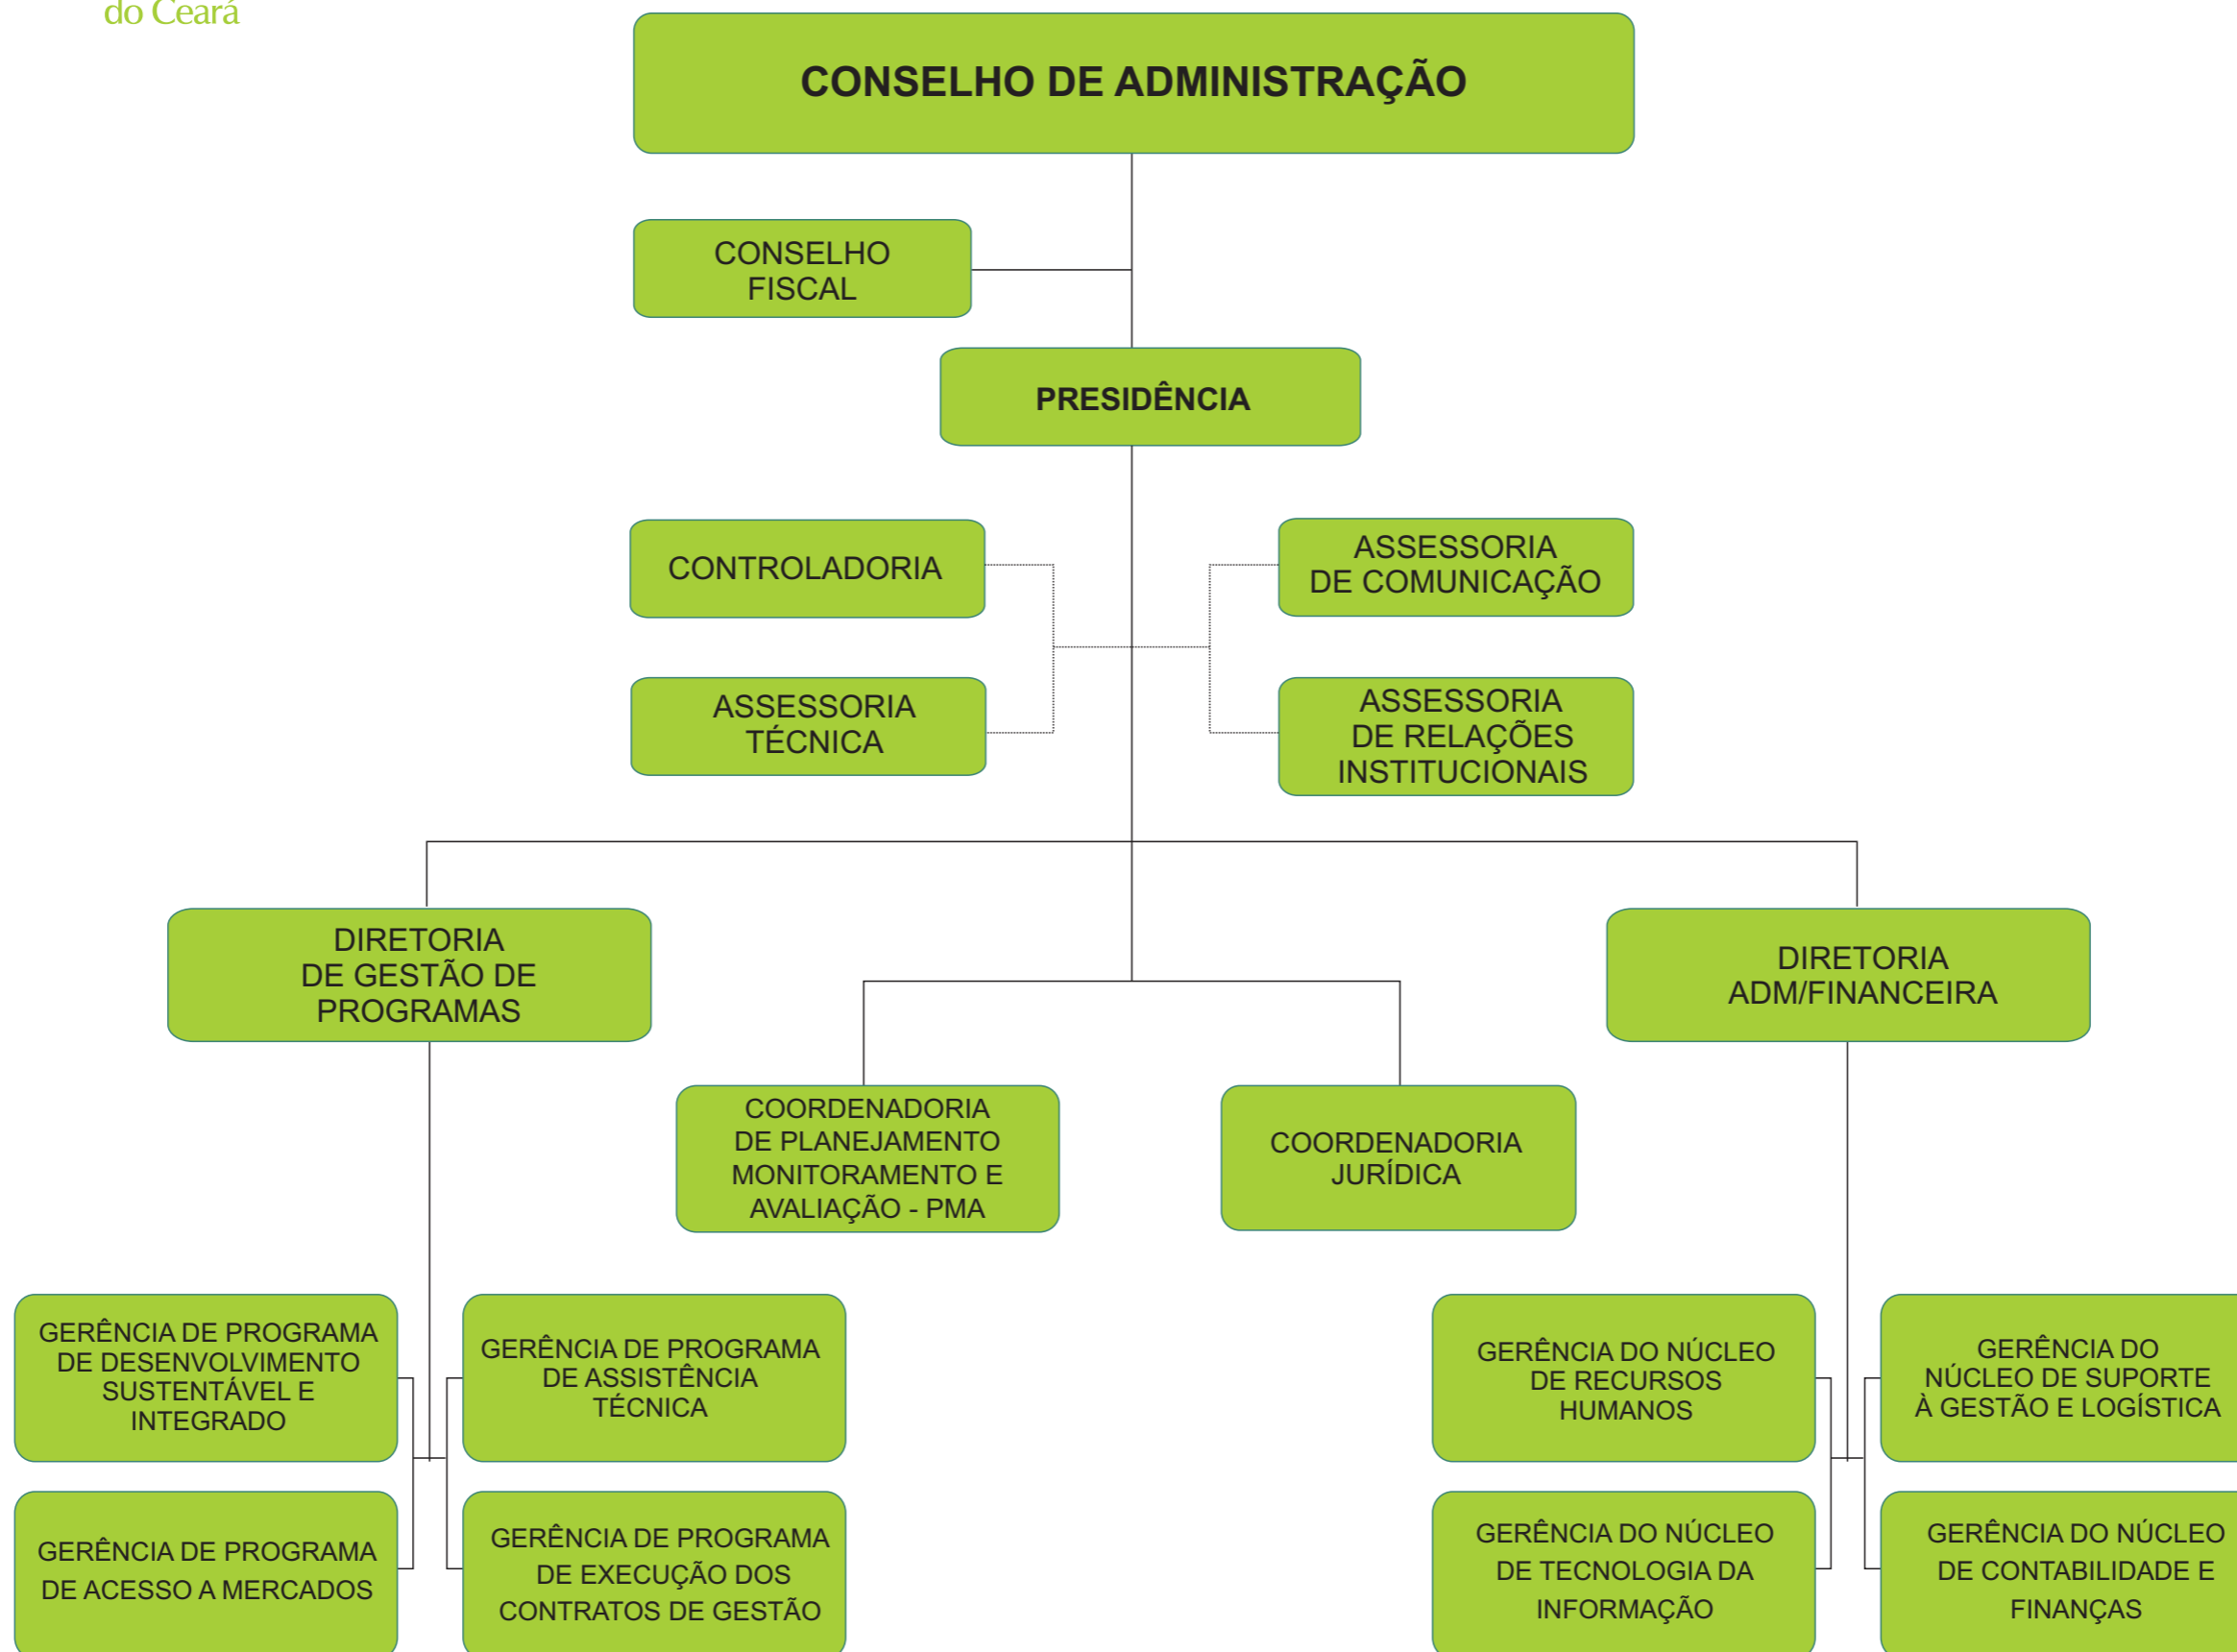 do Ceará
CONSELHO DE ADMINISTRAÇÃO
CONSELHO
FISCAL
PRESIDÊNCIA
CONTROLADORIA
ASSESSORIA
DE COMUNICAÇÃO
ASSESSORIA
TÉCNICA
ASSESSORIA
DE RELAÇÕES
INSTITUCIONAIS
DIRETORIA
DE GESTÃO DE
PROGRAMAS
DIRETORIA
ADM/FINANCEIRA
COORDENADORIA
DE PLANEJAMENTO
MONITORAMENTO E
AVALIAÇÃO - PMA
COORDENADORIA
JURÍDICA
GERÊNCIA DE PROGRAMA
DE DESENVOLVIMENTO
SUSTENTÁVEL E
INTEGRADO
GERÊNCIA DE PROGRAMA
DE ASSISTÊNCIA
TÉCNICA
GERÊNCIA DO NÚCLEO
DE RECURSOS
HUMANOS
GERÊNCIA DO
NÚCLEO DE SUPORTE
À GESTÃO E LOGÍSTICA
GERÊNCIA DE PROGRAMA
DE ACESSO A MERCADOS
GERÊNCIA DE PROGRAMA
DE EXECUÇÃO DOS
CONTRATOS DE GESTÃO
GERÊNCIA DO NÚCLEO
DE TECNOLOGIA DA
INFORMAÇÃO
GERÊNCIA DO NÚCLEO
DE CONTABILIDADE E
FINANÇAS